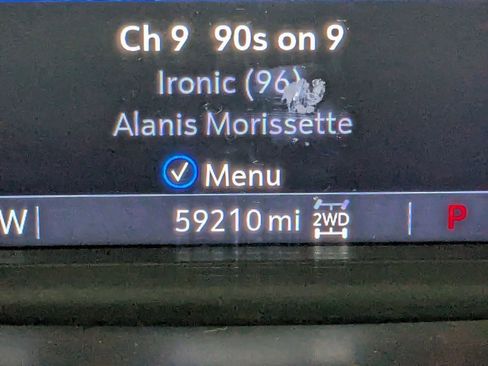 Ch 9 90s on 9
Ironic (96)
Alanis Morissette
Menu
W 59210 mi 2WD P